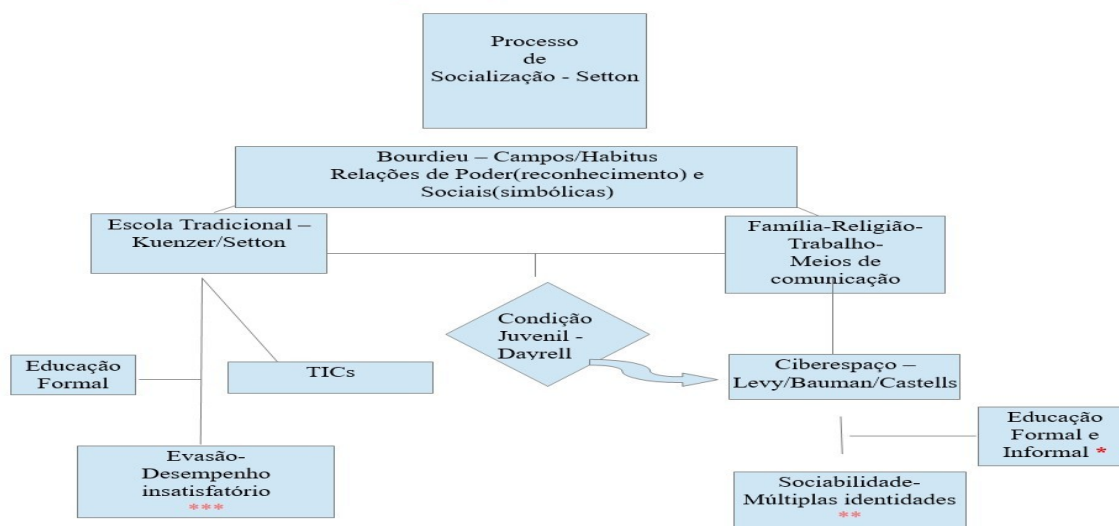 Processo
de
Socialização - Setton
Bourdieu – Campos/Habitus
Relações de Poder(reconhecimento) e
Sociais(simbólicas)
Escola Tradicional –
Kuenzer/Setton
Família-Religião-
Trabalho-
Meios de
comunicação
Condição
Juvenil -
Dayrell
Educação
Formal
TICs
Ciberespaço –
Levy/Bauman/Castells
Educação
Formal e
Informal *
Evasão-
Desempenho
insatisfatório
***
Sociabilidade-
Múltiplas identidades
**